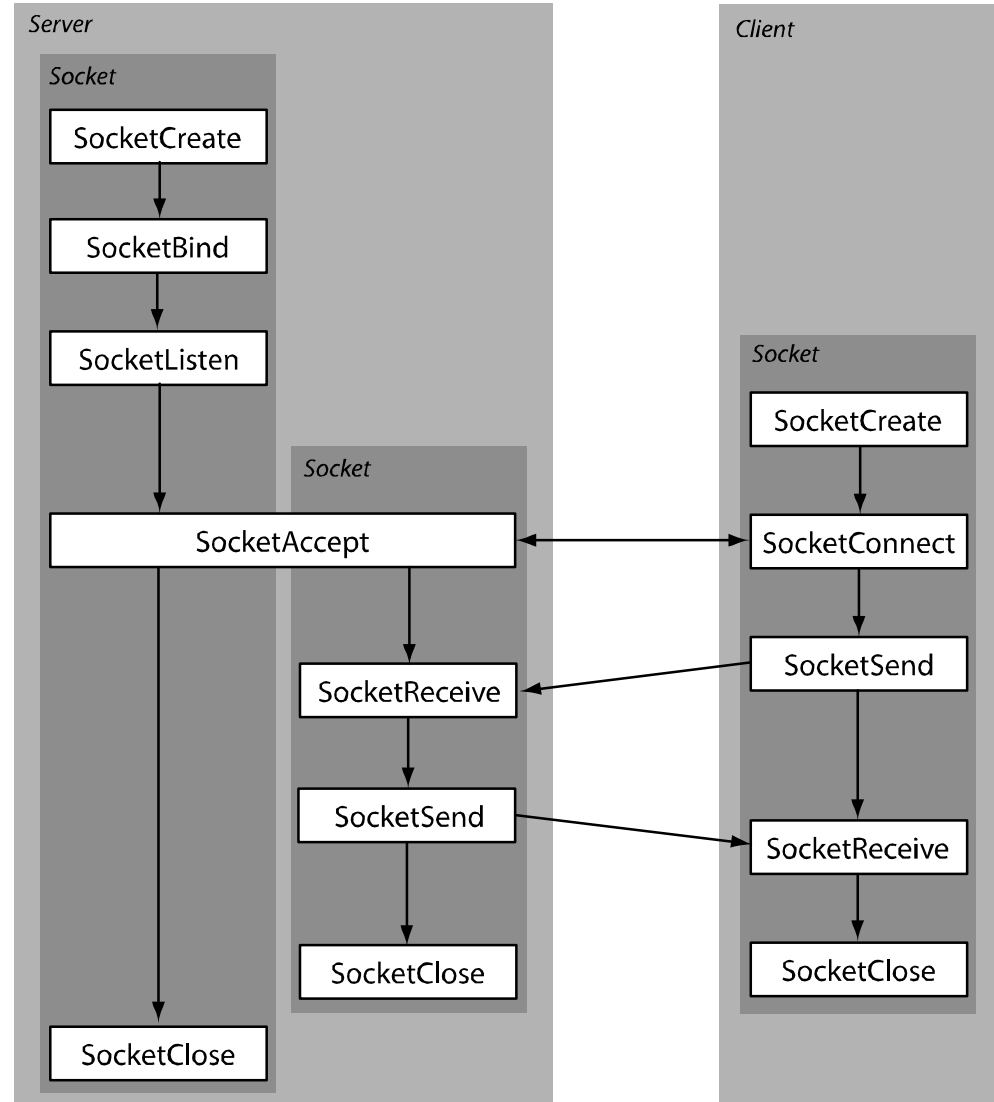 Server
Socket
SocketCreate
SocketBind
SocketListen
SocketAccept
Socket
SocketReceive
SocketSend
SocketClose
SocketClose
Client
Socket
SocketCreate
SocketConnect
SocketSend
SocketReceive
SocketClose